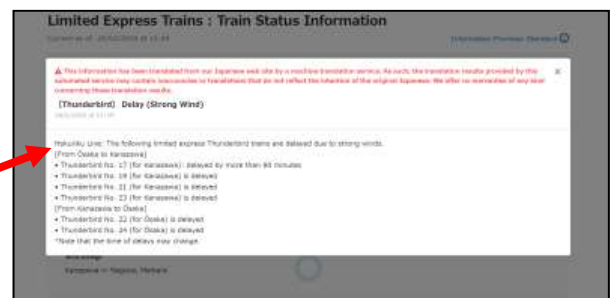 Limited Express Trains : Train Status Information
Information Provision Standard
⚠ This information has been translated from our Japanese web site by a machine translation service. As such, the translation results provided by this
automated service may contain inaccuracies or translations that do not reflect the intention of the original Japanese. We offer no warranties of any kind
concerning these translation results.
[Thunderbird] Delay (Strong Wind)
Hokuriku Line: The following limited express Thunderbird trains are delayed due to strong winds.
[From Osaka to Kanazawa]
• Thunderbird No. 17 (for Kanazawa): delayed by more than 60 minutes
• Thunderbird No. 19 (for Kanazawa) is delayed
• Thunderbird No. 21 (for Kanazawa) is delayed
• Thunderbird No. 23 (for Kanazawa) is delayed
[From Kanazawa to Osaka]
• Thunderbird No. 22 (for Osaka) is delayed
• Thunderbird No. 24 (for Osaka) is delayed
*Note that the time of delays may change.
Kanazawa ⇔ Nagoya, Maibara